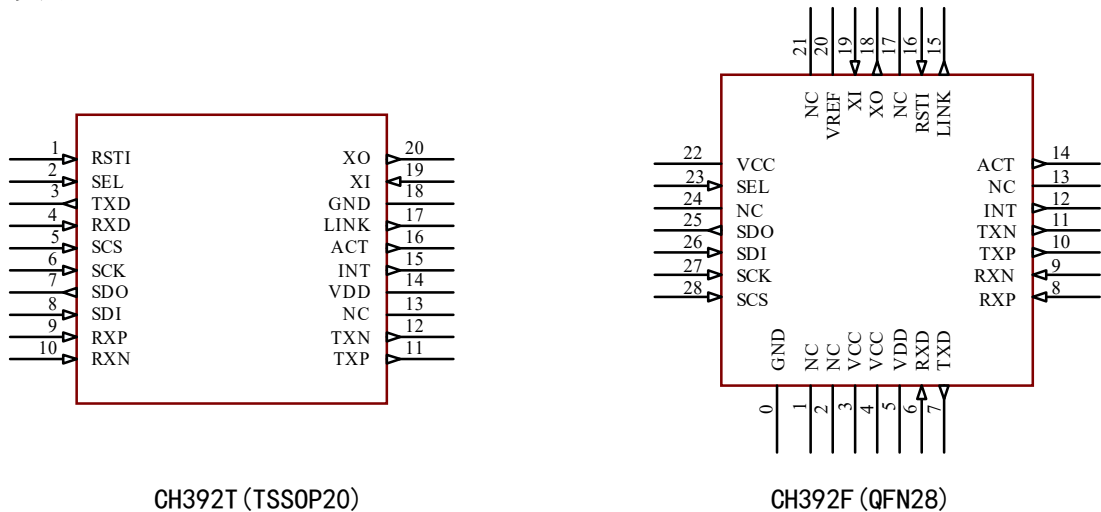 21 20 19 18 17 16 15
NC VREF XI XO NC RSTI LINK
1 RSTI XO 20
2 SEL XI 19
3 TXD GND 18
4 RXD LINK 17
5 SCS ACT 16
6 SCK INT 15
7 SDO VDD 14
8 SDI NC 13
9 RXP TXN 12
10 RXN TXP 11
22 VCC ACT 14
23 SEL NC 13
24 NC INT 12
25 SDO TXN 11
26 SDI TXP 10
27 SCK RXN 9
28 SCS RXP 8
GND NC NC VCC VCC VDD RXD TXD
0 1 2 3 4 5 6 7
CH392T(TSSOP20)
CH392F(QFN28)